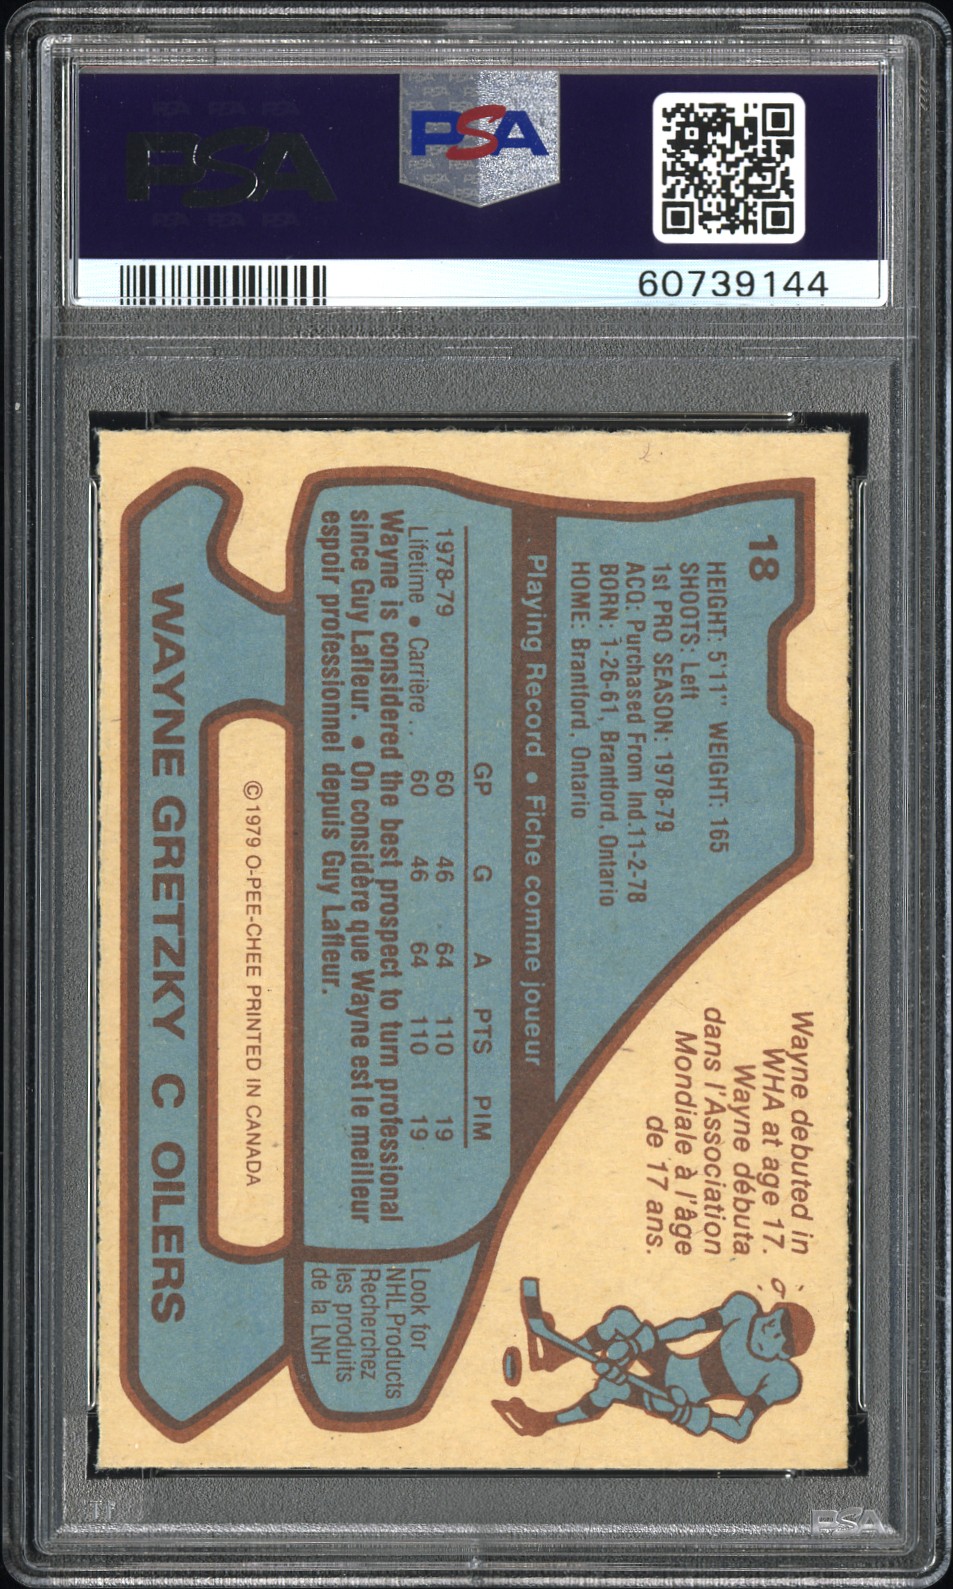 PSA
PSA
60739144
18
HEIGHT: 5'11" WEIGHT: 165
SHOOTS: Left
1st PRO SEASON: 1978-79
ACQ: Purchased From Ind.11-2-78
BORN: 1-26-61, Brantford, Ontario
HOME: Brantford, Ontario
Wayne debuted in
WHA at age 17.
Wayne débuta
dans l'Association
Mondiale à l'âge
de 17 ans.
Playing Record • Fiche comme joueur
GP G A PTS PIM
1978-79 60 46 64 110 19
Lifetime • Carrière .. 60 46 64 110 19
Wayne is considered the best prospect to turn professional
since Guy Lafleur. • On considère que Wayne est le meilleur
espoir professionnel depuis Guy Lafleur.
Look for
NHL Products
Recherchez
les produits
de la LNH
© 1979 O-PEE-CHEE PRINTED IN CANADA
WAYNE GRETZKY C OILERS
PSA